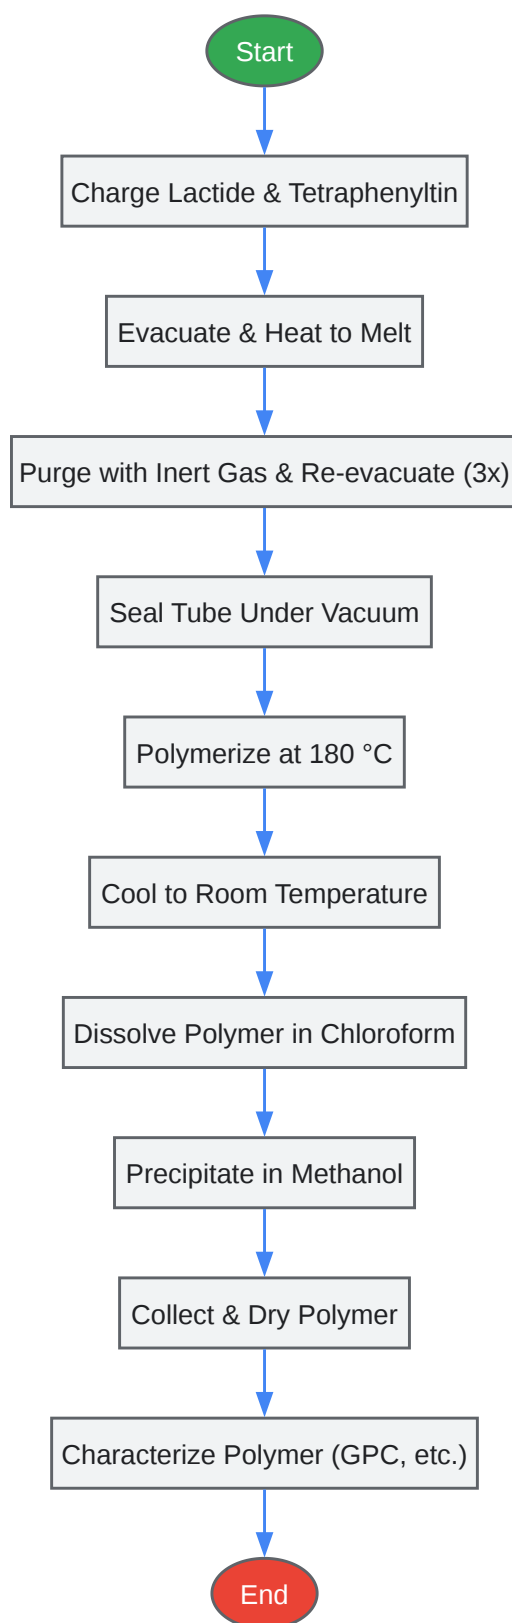 Start
Charge Lactide & Tetraphenyltin
Evacuate & Heat to Melt
Purge with Inert Gas & Re-evacuate (3x)
Seal Tube Under Vacuum
Polymerize at 180 °C
Cool to Room Temperature
Dissolve Polymer in Chloroform
Precipitate in Methanol
Collect & Dry Polymer
Characterize Polymer (GPC, etc.)
End